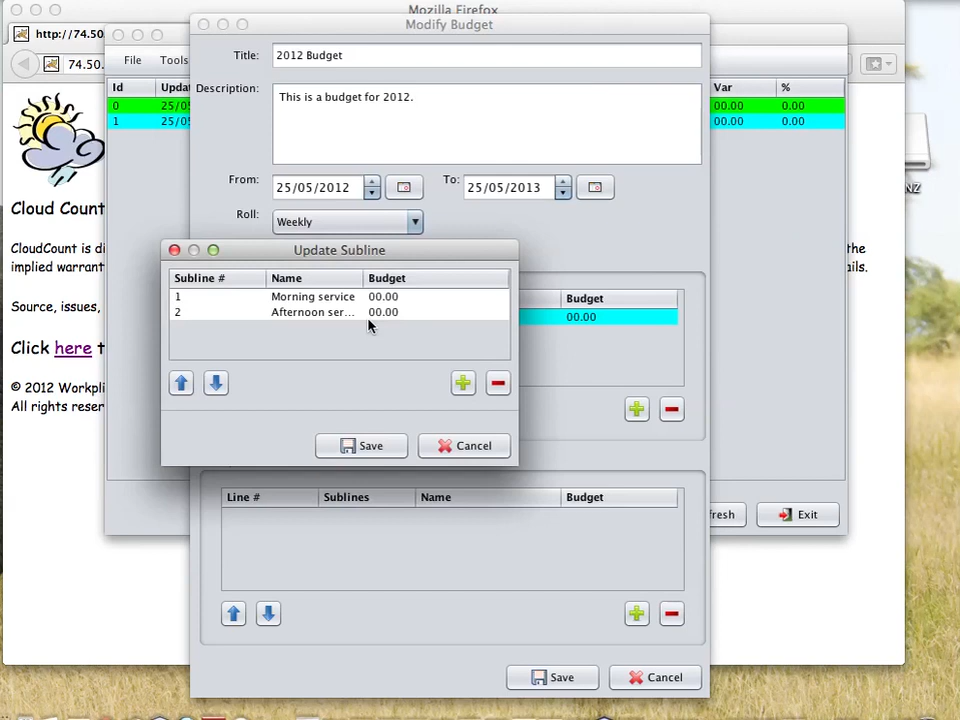 Mozilla Firefox
Modify Budget
http://74.50
74.50.
File Tools
Title: 2012 Budget
Id Var %
0 25/05 00.00 0.00
1 25/05 00.00 0.00
Description: This is a budget for 2012.
From: 25/05/2012 To: 25/05/2013
NZ
Roll: Weekly
Cloud Count
CloudCount is di the
implied warrant ils.
Source, issues,
Click here t
All rights reser
Update Subline
Subline # Name Budget
1 Morning service 00.00
2 Afternoon ser... 00.00
Save Cancel
Budget
00.00
Line # Sublines Name Budget
fresh Exit
Save Cancel